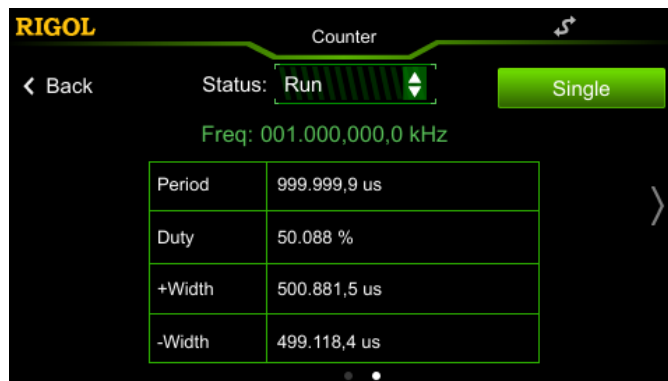 RIGOL
Counter
Back
Status: Run
Single
Freq: 001.000,000,0 kHz
Period 999.999,9 us
Duty 50.088 %
+Width 500.881,5 us
-Width 499.118,4 us